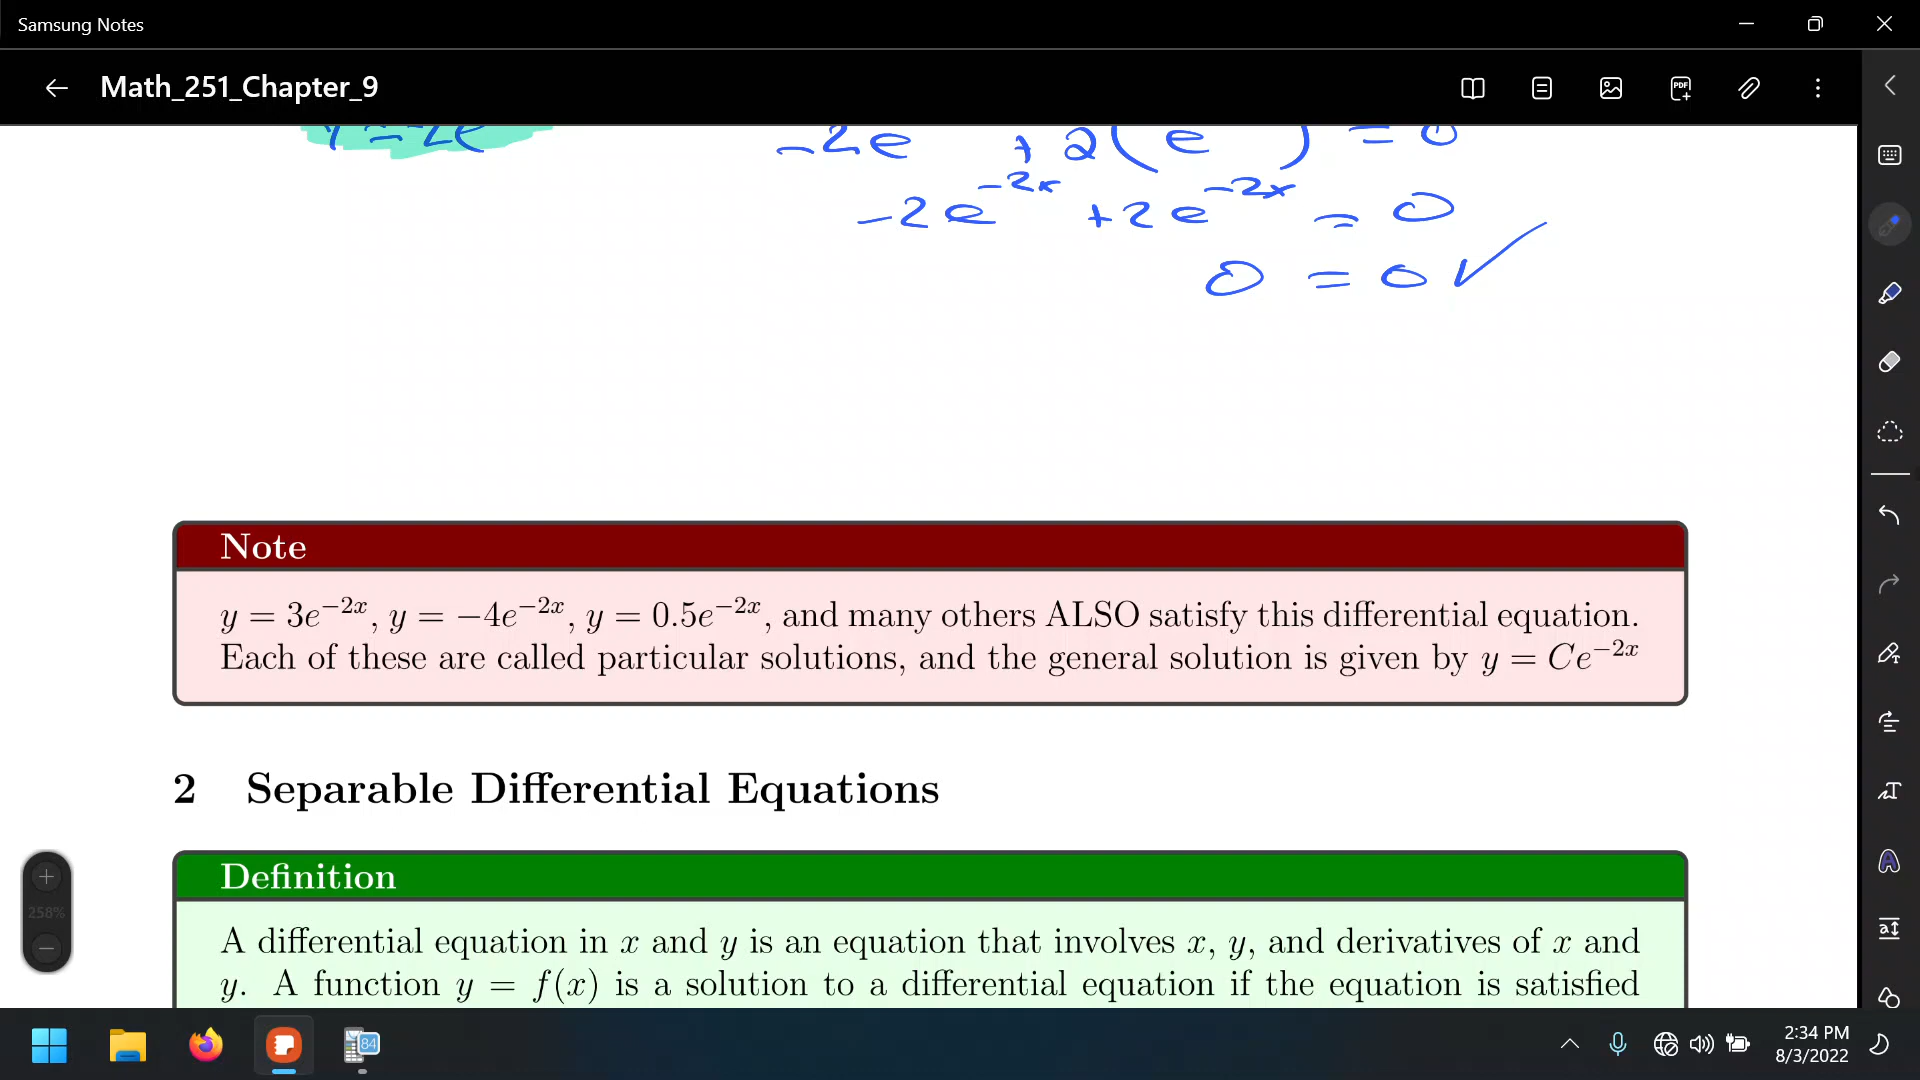 Samsung Notes
Math_251_Chapter_9
-2e + 2(e ) = 0
-2e^{-2x} + 2e^{-2x} = 0
0 = 0 ✓
Note
y = 3e^{-2x}, y = -4e^{-2x}, y = 0.5e^{-2x}, and many others ALSO satisfy this differential equation.
Each of these are called particular solutions, and the general solution is given by y = Ce^{-2x}
2 Separable Differential Equations
Definition
A differential equation in x and y is an equation that involves x, y, and derivatives of x and
y. A function y = f(x) is a solution to a differential equation if the equation is satisfied
258%
84
2:34 PM
8/3/2022